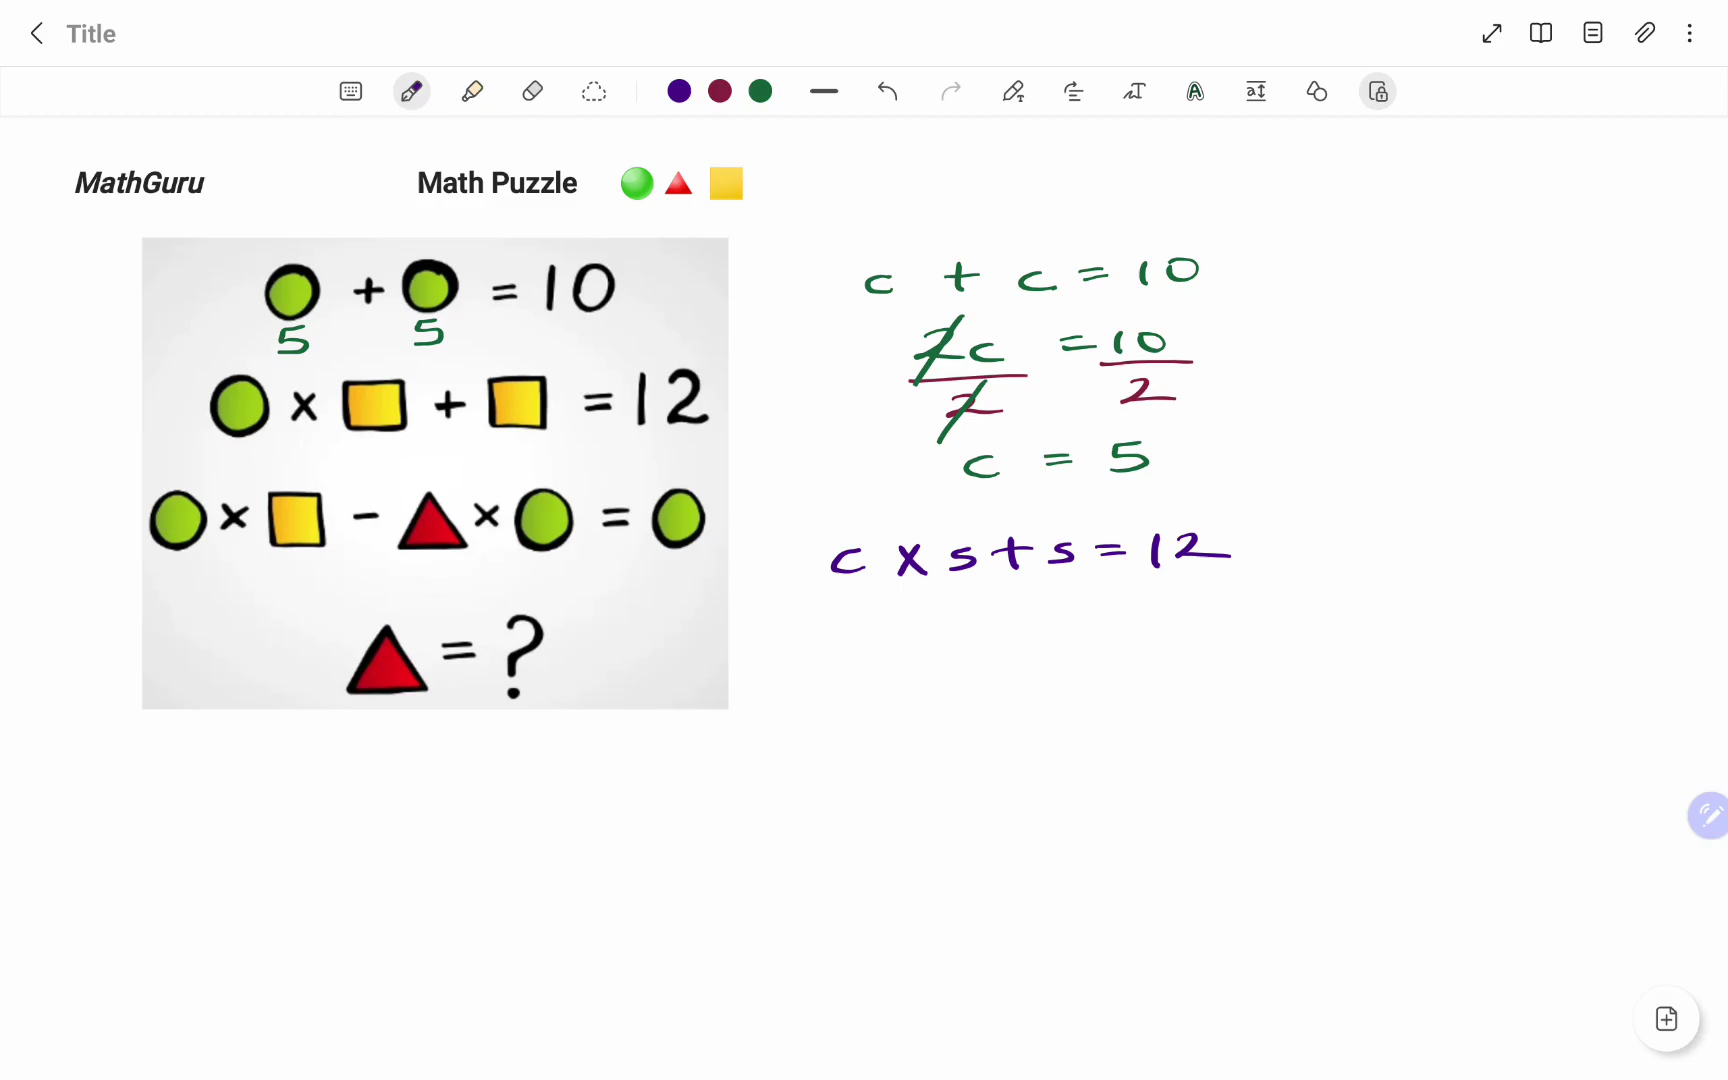 Title
MathGuru Math Puzzle
+ = 10
5 5
× + = 12
× - × =
= ?
c + c = 10
2c = 10
2 2
c = 5
c x s + s = 12